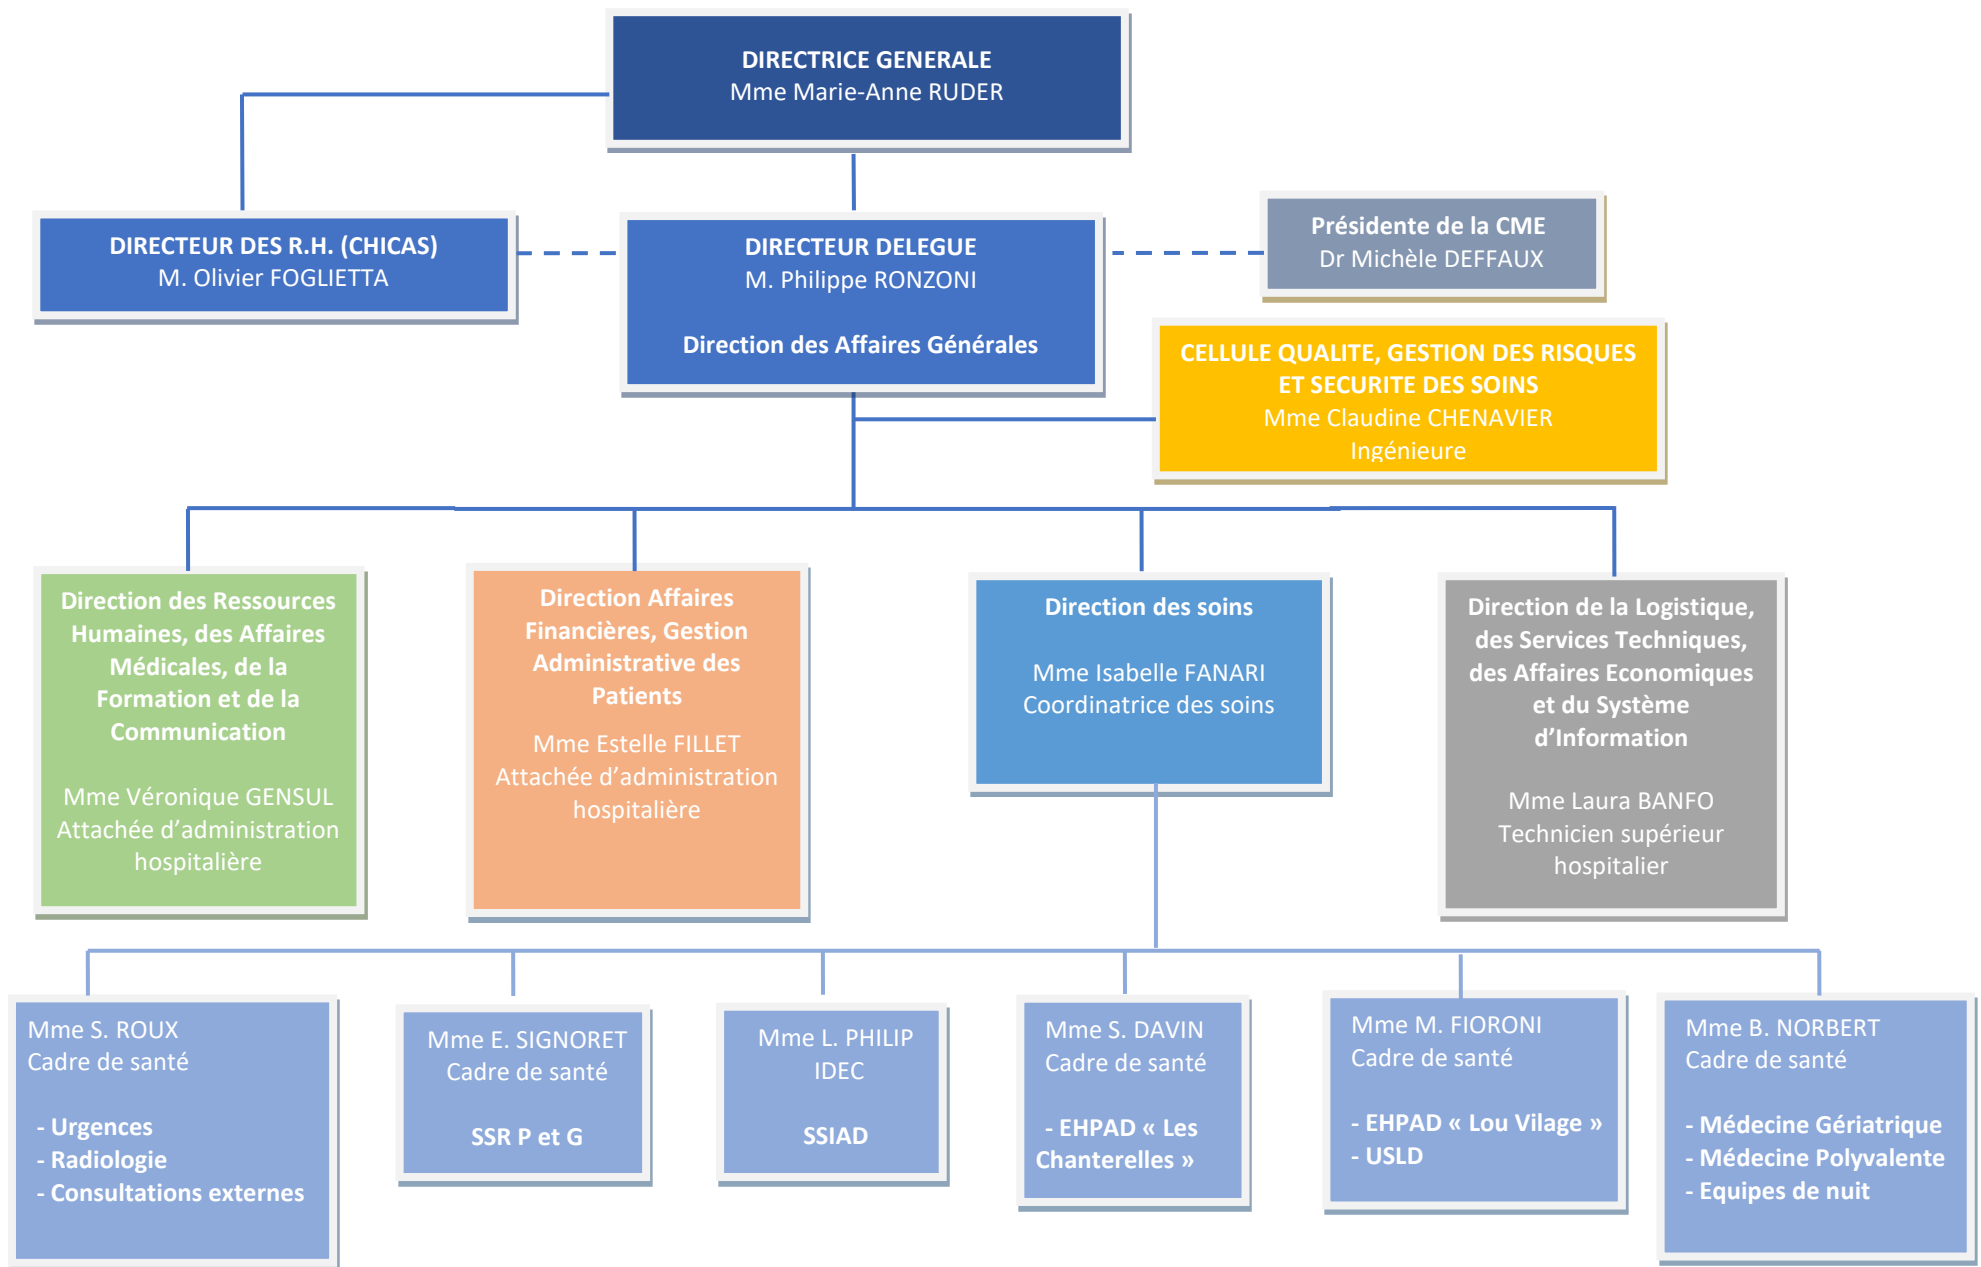 DIRECTRICE GENERALE
Mme Marie-Anne RUDER
DIRECTEUR DES R.H. (CHICAS)
M. Olivier FOGLIETTA
DIRECTEUR DELEGUE
M. Philippe RONZONI
Direction des Affaires Générales
Présidente de la CME
Dr Michèle DEFFAUX
CELLULE QUALITE, GESTION DES RISQUES
ET SECURITE DES SOINS
Mme Claudine CHENAVIER
Ingénieure
Direction des Ressources
Humaines, des Affaires
Médicales, de la
Formation et de la
Communication
Mme Véronique GENSUL
Attachée d’administration
hospitalière
Direction Affaires
Financières, Gestion
Administrative des
Patients
Mme Estelle FILLET
Attachée d’administration
hospitalière
Direction des soins
Mme Isabelle FANARI
Coordinatrice des soins
Direction de la Logistique,
des Services Techniques,
des Affaires Economiques
et du Système
d’Information
Mme Laura BANFO
Technicien supérieur
hospitalier
Mme S. ROUX
Cadre de santé
- Urgences
- Radiologie
- Consultations externes
Mme E. SIGNORET
Cadre de santé
SSR P et G
Mme L. PHILIP
IDEC
SSIAD
Mme S. DAVIN
Cadre de santé
- EHPAD « Les
Chanterelles »
Mme M. FIORONI
Cadre de santé
- EHPAD « Lou Vilage »
- USLD
Mme B. NORBERT
Cadre de santé
- Médecine Gériatrique
- Médecine Polyvalente
- Equipes de nuit